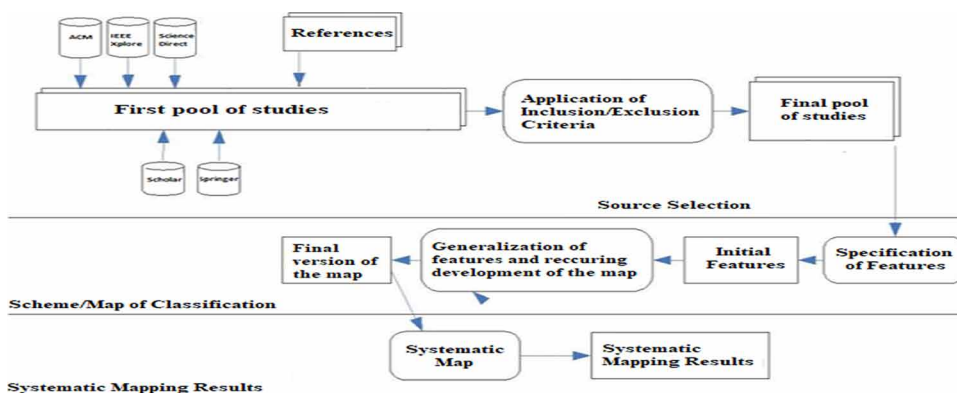 ACM
IEEE
Xplore
Science
Direct
References
First pool of studies
Application of
Inclusion/Exclusion
Criteria
Final pool
of studies
Scholar
Springer
Source Selection
Final
version of
the map
Generalization of
features and reccuring
development of the map
Initial
Features
Specification
of Features
Scheme/Map of Classification
Systematic
Map
Systematic
Mapping Results
Systematic Mapping Results